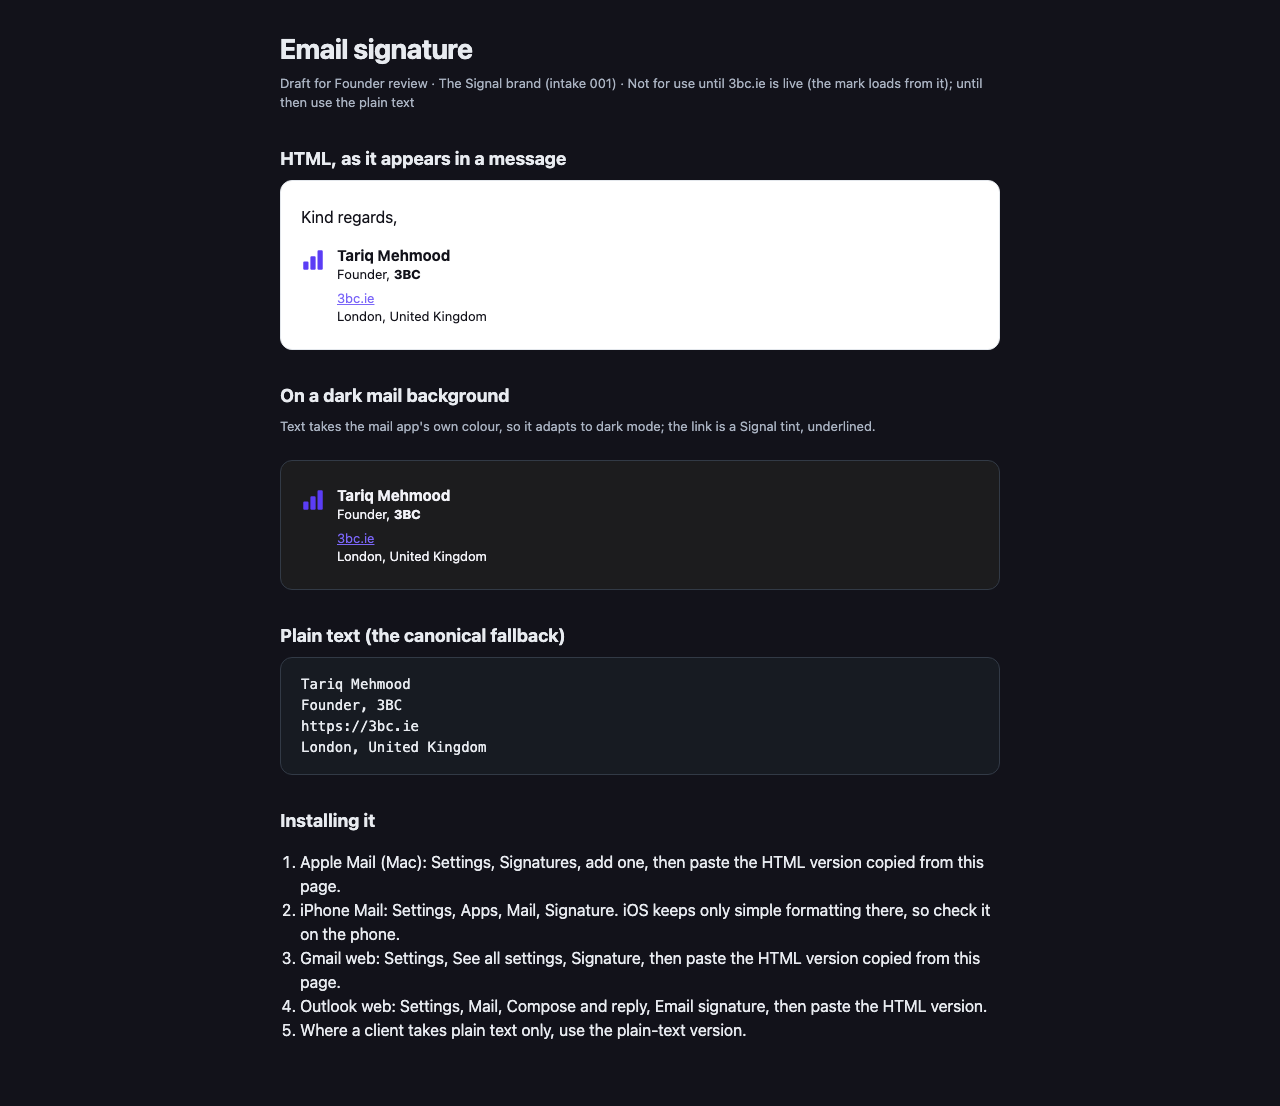 Email signature
Draft for Founder review · The Signal brand (intake 001) · Not for use until 3bc.ie is live (the mark loads from it); until
then use the plain text
HTML, as it appears in a message
Kind regards,
Tariq Mehmood
Founder, 3BC
3bc.ie
London, United Kingdom
On a dark mail background
Text takes the mail app's own colour, so it adapts to dark mode; the link is a Signal tint, underlined.
Tariq Mehmood
Founder, 3BC
3bc.ie
London, United Kingdom
Plain text (the canonical fallback)
Tariq Mehmood
Founder, 3BC
https://3bc.ie
London, United Kingdom
Installing it
1. Apple Mail (Mac): Settings, Signatures, add one, then paste the HTML version copied from this
page.
2. iPhone Mail: Settings, Apps, Mail, Signature. iOS keeps only simple formatting there, so check it
on the phone.
3. Gmail web: Settings, See all settings, Signature, then paste the HTML version copied from this
page.
4. Outlook web: Settings, Mail, Compose and reply, Email signature, then paste the HTML version.
5. Where a client takes plain text only, use the plain-text version.